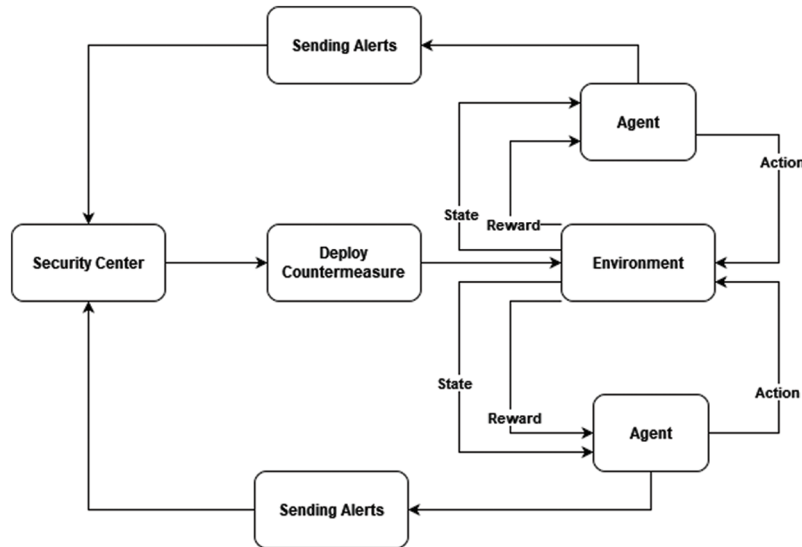 Sending Alerts
Agent
Action
State
Reward
Security Center
Deploy
Countermeasure
Environment
State
Action
Reward
Agent
Sending Alerts